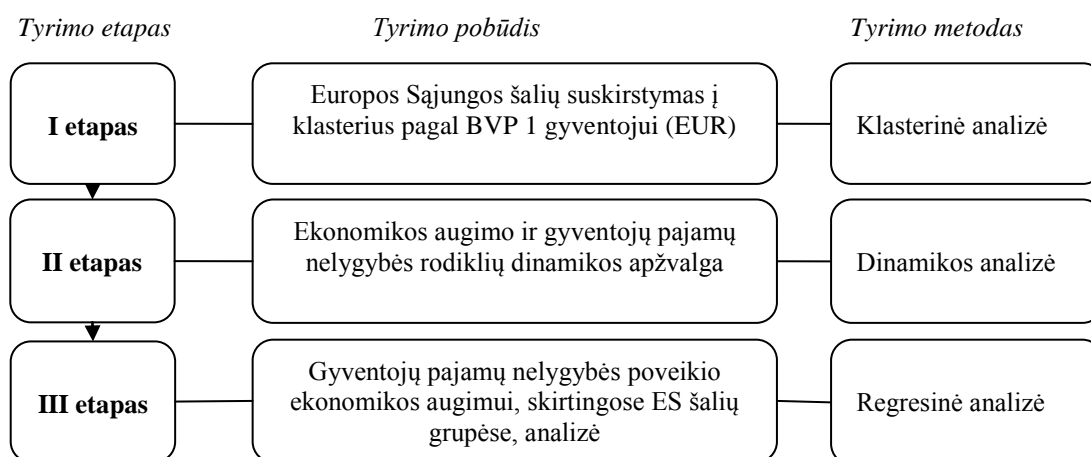 Tyrimo etapas Tyrimo pobūdis Tyrimo metodas
I etapas
Europos Sąjungos šalių suskirstymas į
klasterius pagal BVP 1 gyventojui (EUR)
Klasterinė analizė
II etapas
Ekonomikos augimo ir gyventojų pajamų
nelygybės rodiklių dinamikos apžvalga
Dinamikos analizė
III etapas
Gyventojų pajamų nelygybės poveikio
ekonomikos augimui, skirtingose ES šalių
grupėse, analizė
Regresinė analizė